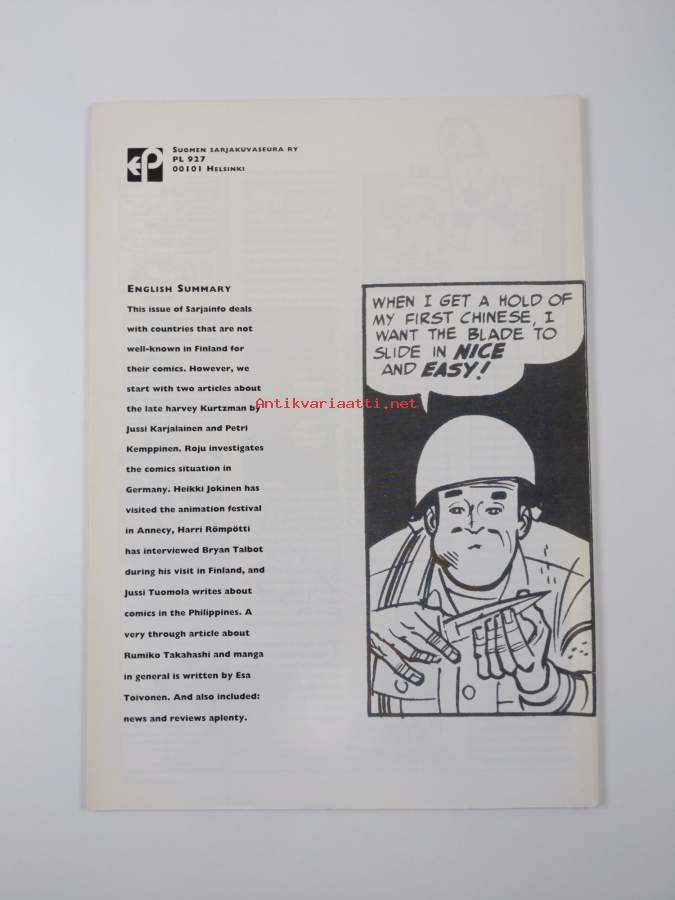 SUOMEN SARJAKUVASEURA RY
PL 927
00101 HELSINKI
ENGLISH SUMMARY
This issue of Sarjainfo deals
with countries that are not
well-known in Finland for
their comics. However, we
start with two articles about
the late harvey Kurtzman by
Jussi Karjalainen and Petri
Kemppinen. Roju investigates
the comics situation in
Germany. Heikki Jokinen has
visited the animation festival
in Annecy, Harri Römpötti
has interviewed Bryan Talbot
during his visit in Finland, and
Jussi Tuomola writes about
comics in the Philippines. A
very through article about
Rumiko Takahashi and manga
in general is written by Esa
Toivonen. And also included:
news and reviews aplenty.
WHEN I GET A HOLD OF
MY FIRST CHINESE, I
WANT THE BLADE TO
SLIDE IN NICE
AND EASY!
Antikvariaatti.net